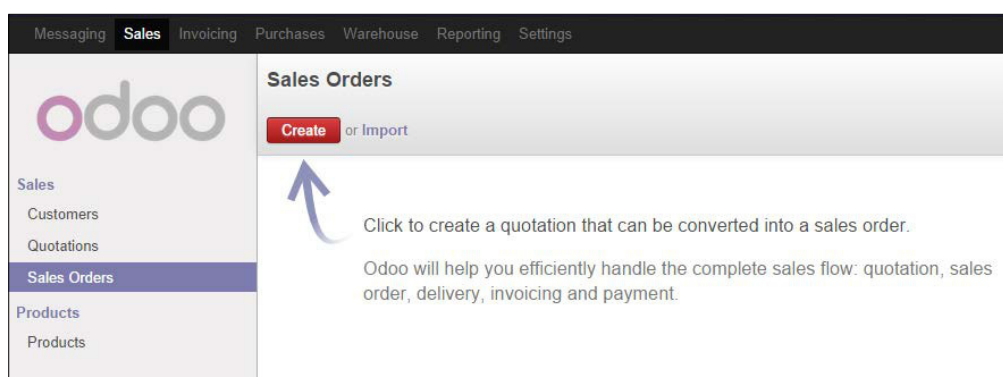 Messaging Sales Invoicing Purchases Warehouse Reporting Settings
odoo
Sales
Customers
Quotations
Sales Orders
Products
Products
Sales Orders
Create or Import
Click to create a quotation that can be converted into a sales order.
Odoo will help you efficiently handle the complete sales flow: quotation, sales
order, delivery, invoicing and payment.